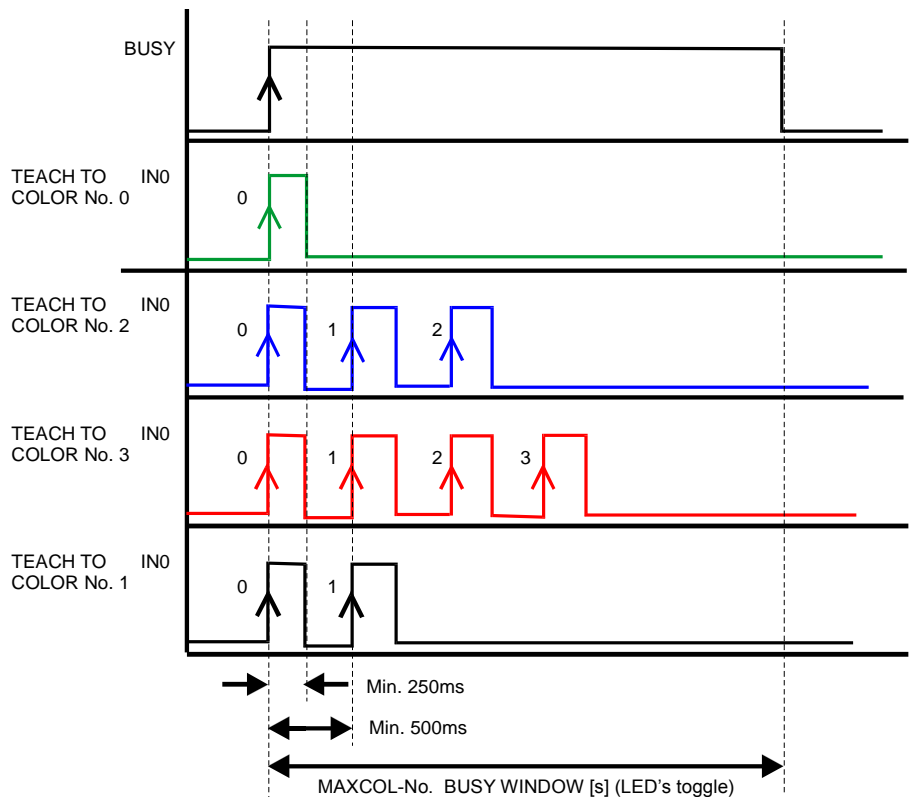 BUSY
TEACH TO IN0
COLOR No. 0
0
TEACH TO IN0
COLOR No. 2
0 1 2
TEACH TO IN0
COLOR No. 3
0 1 2 3
TEACH TO IN0
COLOR No. 1
0 1
Min. 250ms
Min. 500ms
MAXCOL-No. BUSY WINDOW [s] (LED's toggle)